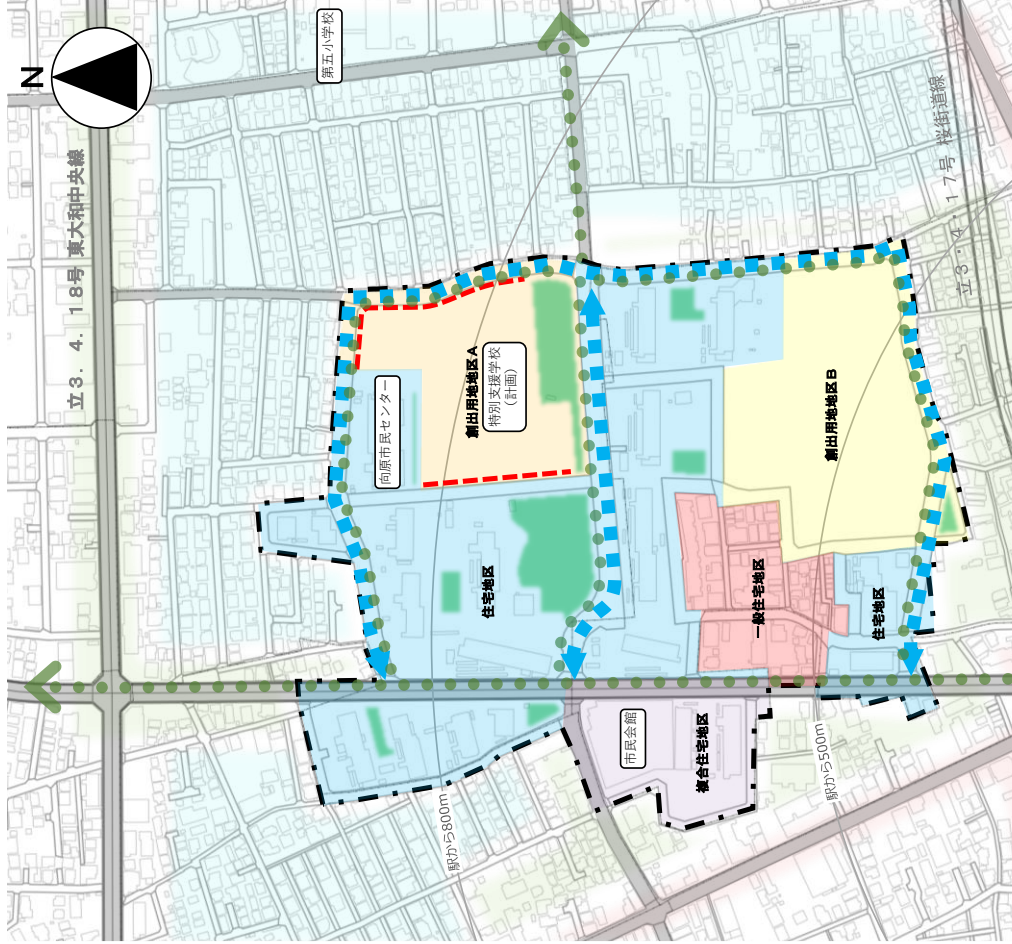 N
第五小学校
立3.4.18号 東大和中央線
立3・4・17号 桜街道線
向原市民センター
創出用地地区A
特別支援学校
(計画)
住宅地区
創出用地地区B
一般住宅地区
住宅地区
市民会館
複合住宅地区
駅から800m
駅から500m